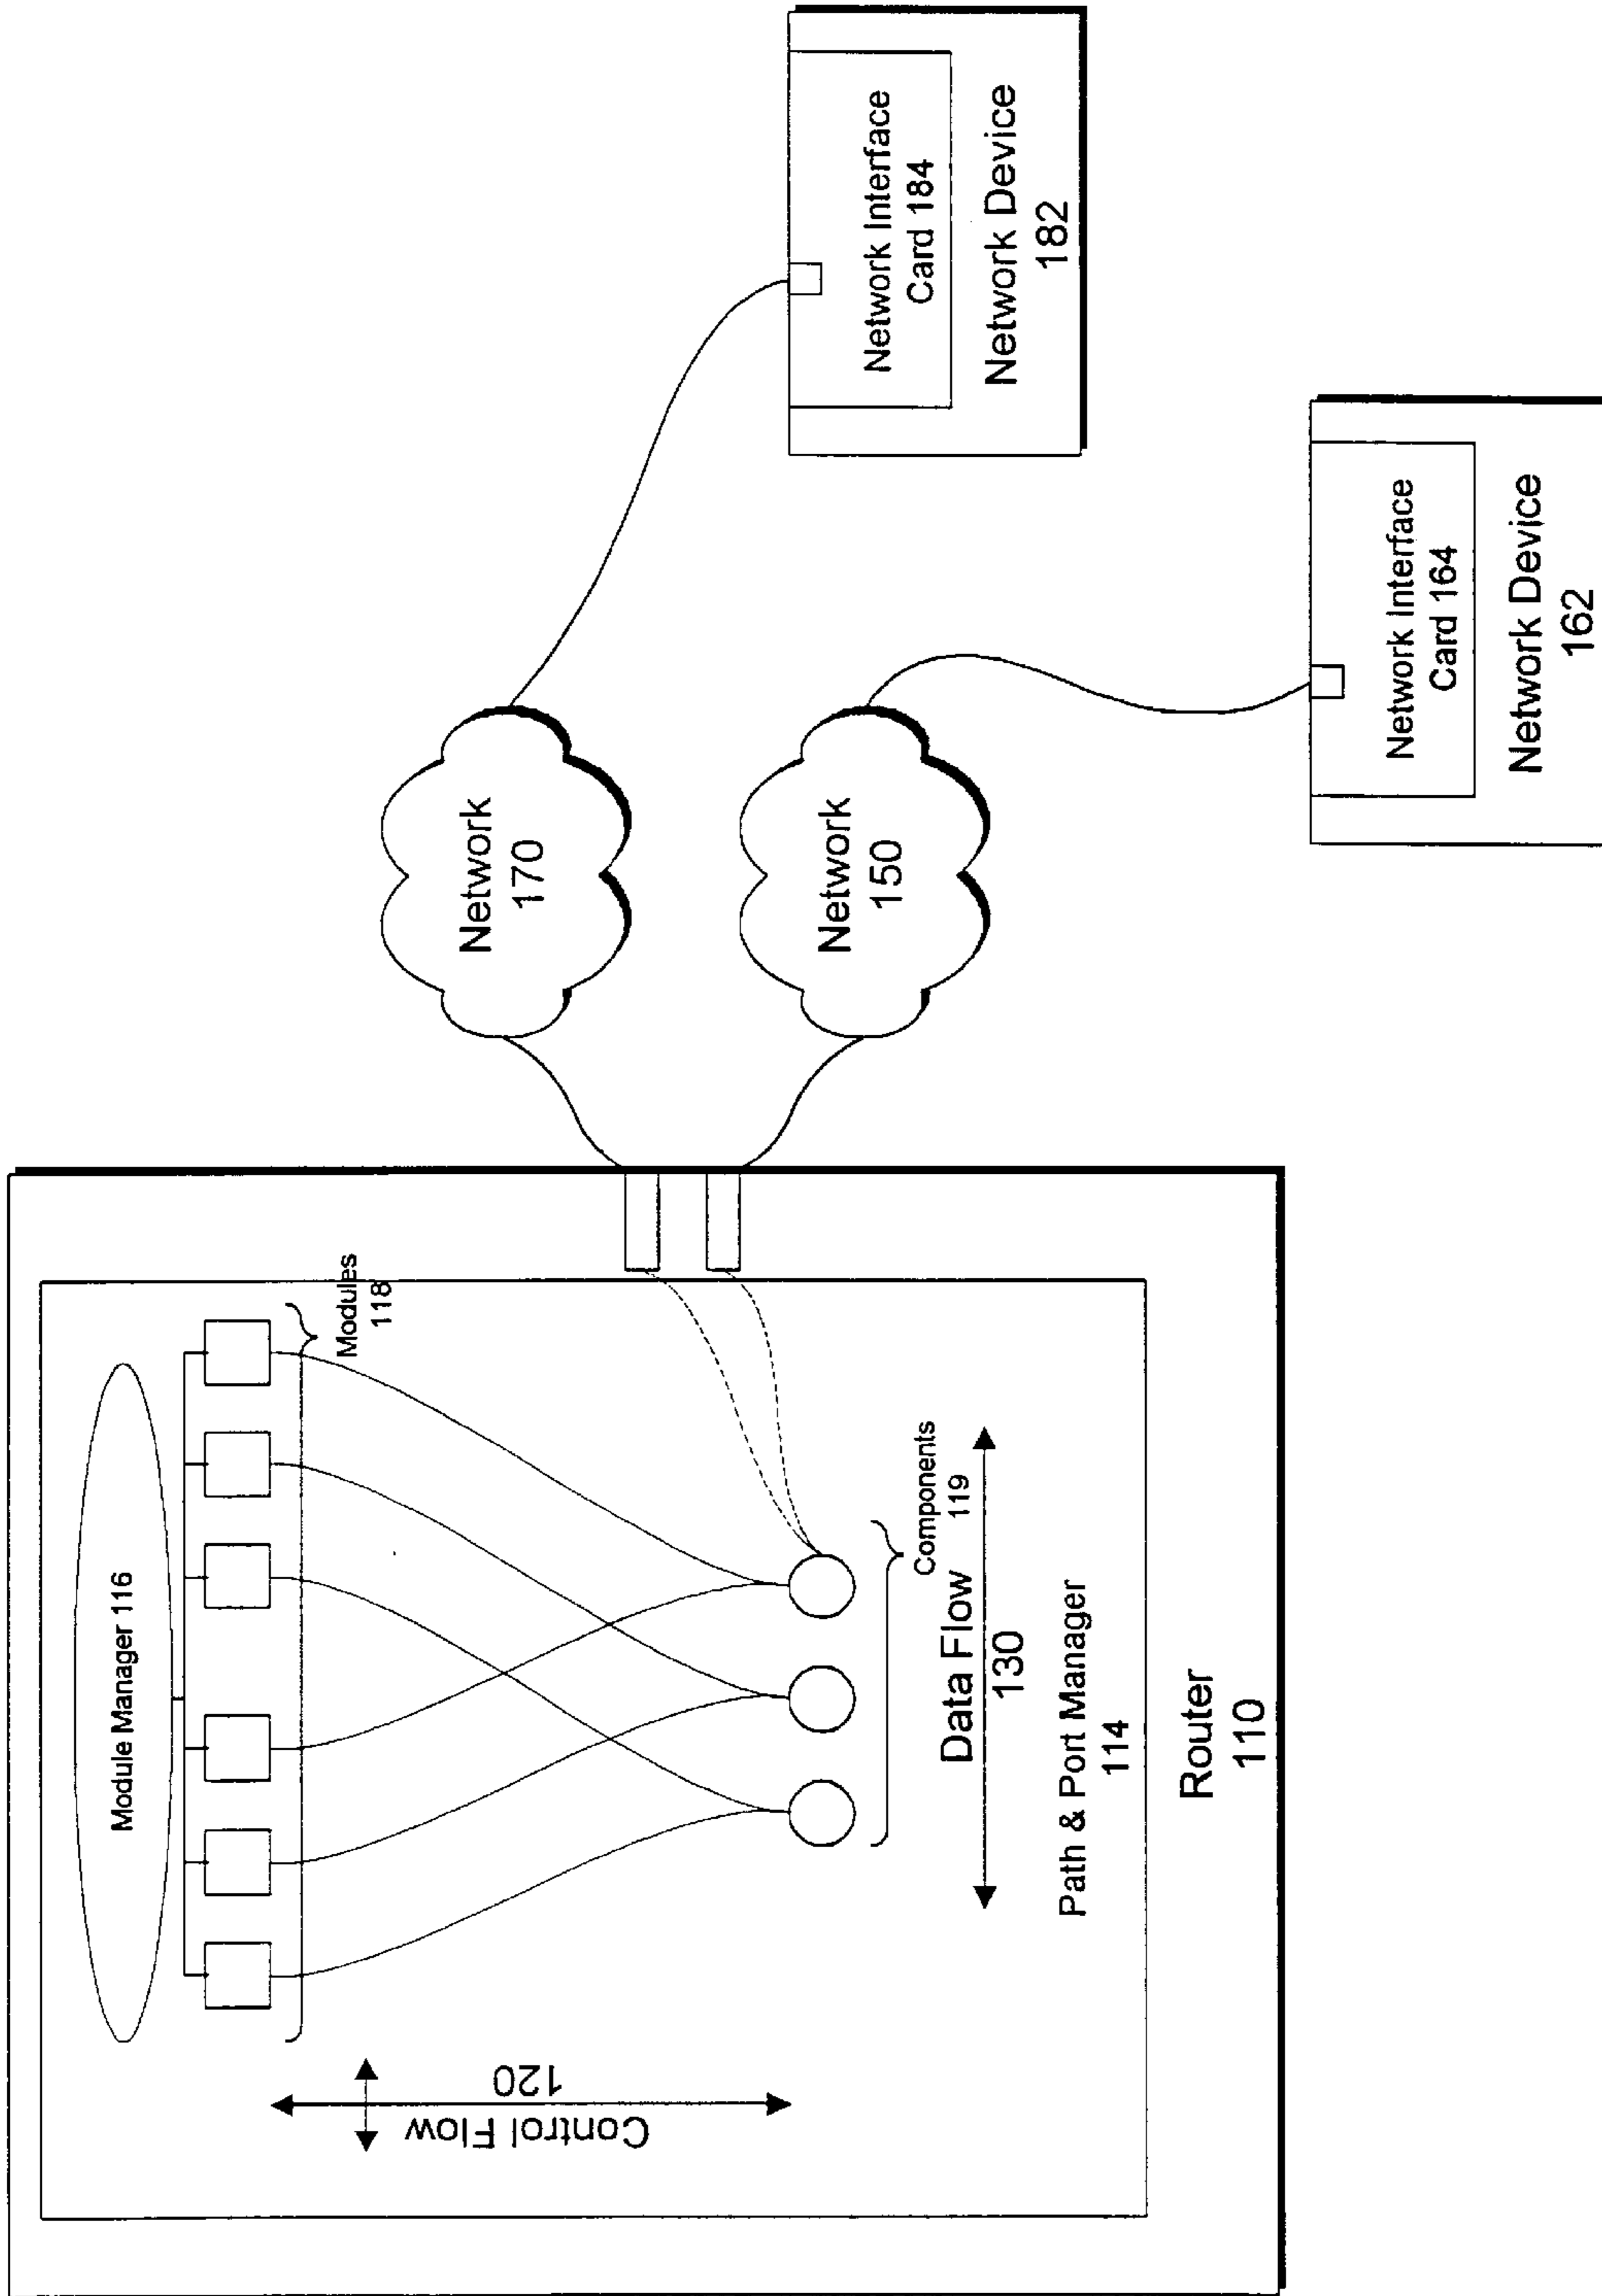 Module Manager 116
Modules
118
Control Flow
120
Components
119
Data Flow
130
Path & Port Manager
114
Router
110
Network
170
Network
150
Network Interface
Card 184
Network Device
182
Network Interface
Card 164
Network Device
162